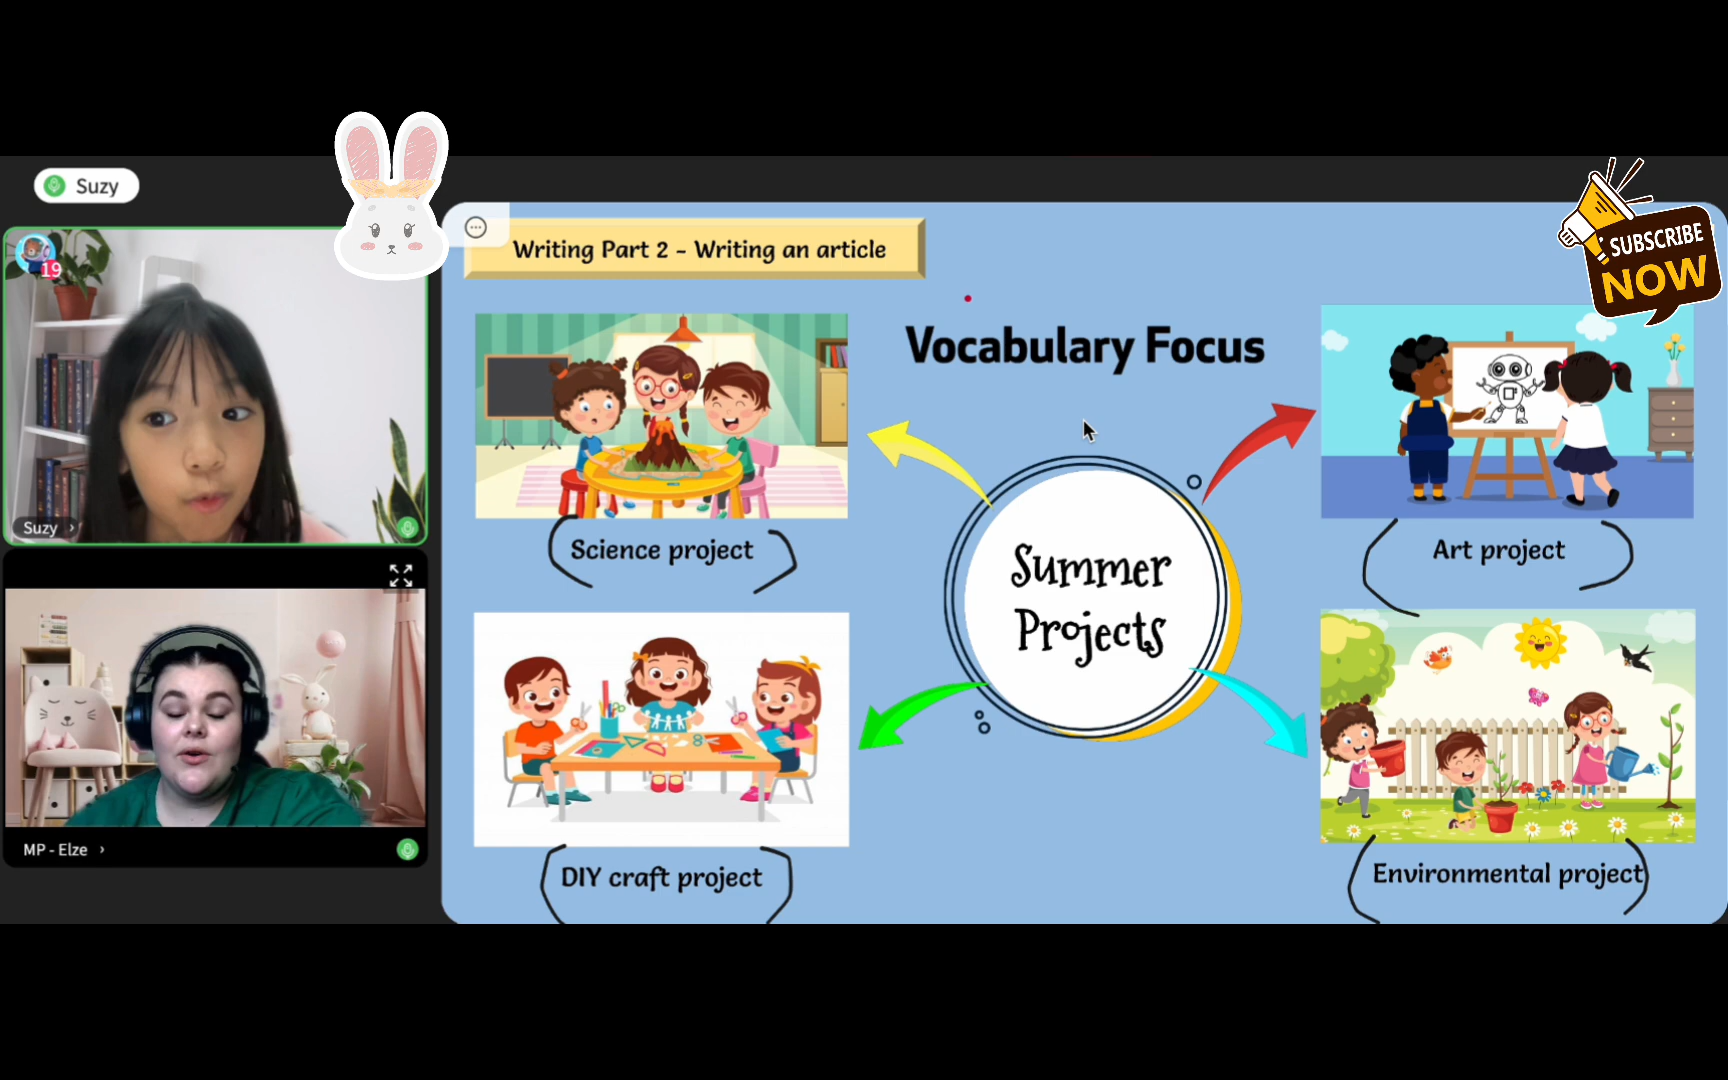 Suzy
19
Suzy
MP - Elze
Writing Part 2 - Writing an article
SUBSCRIBE
NOW
Vocabulary Focus
Science project
Art project
Summer
Projects
DIY craft project
Environmental project